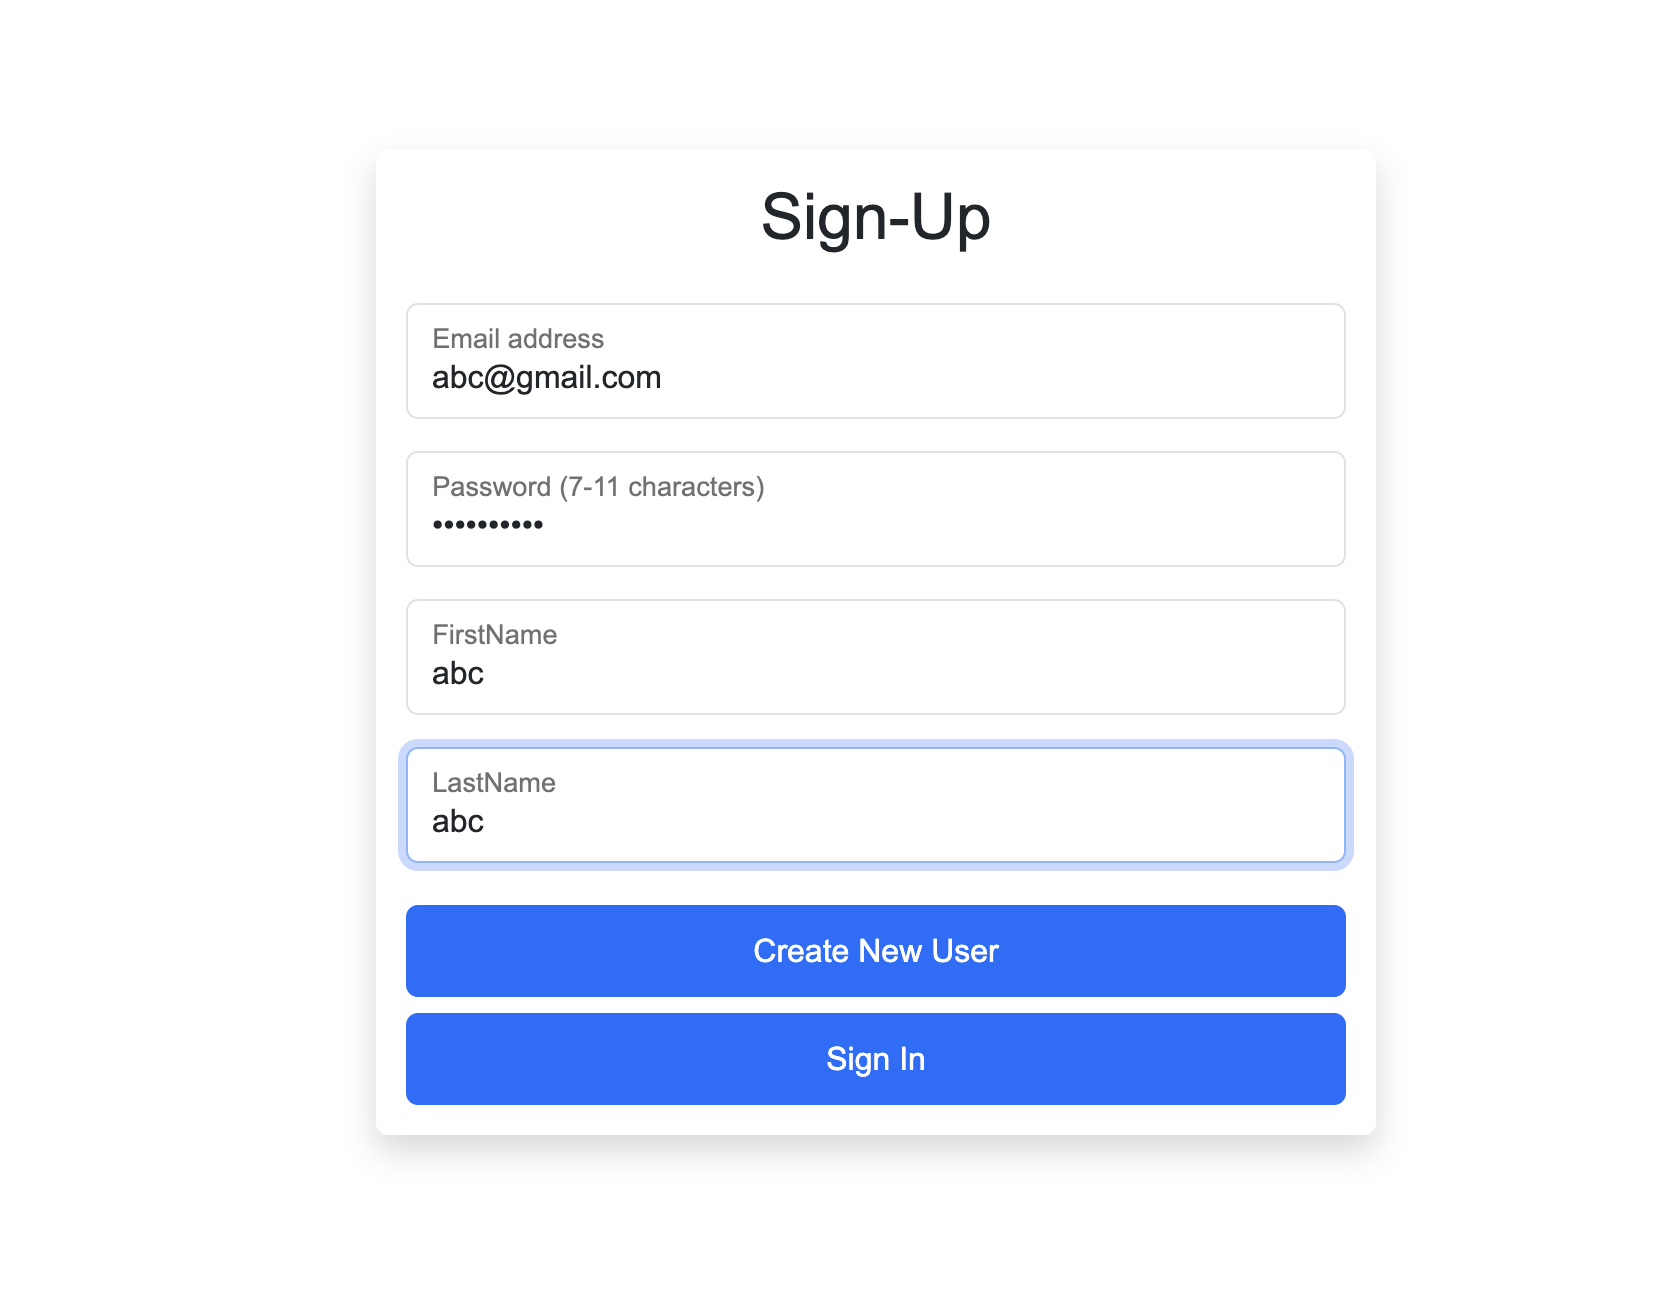 Sign-Up
Email address
abc@gmail.com
Password (7-11 characters)
••••••••••
FirstName
abc
LastName
abc
Create New User
Sign In